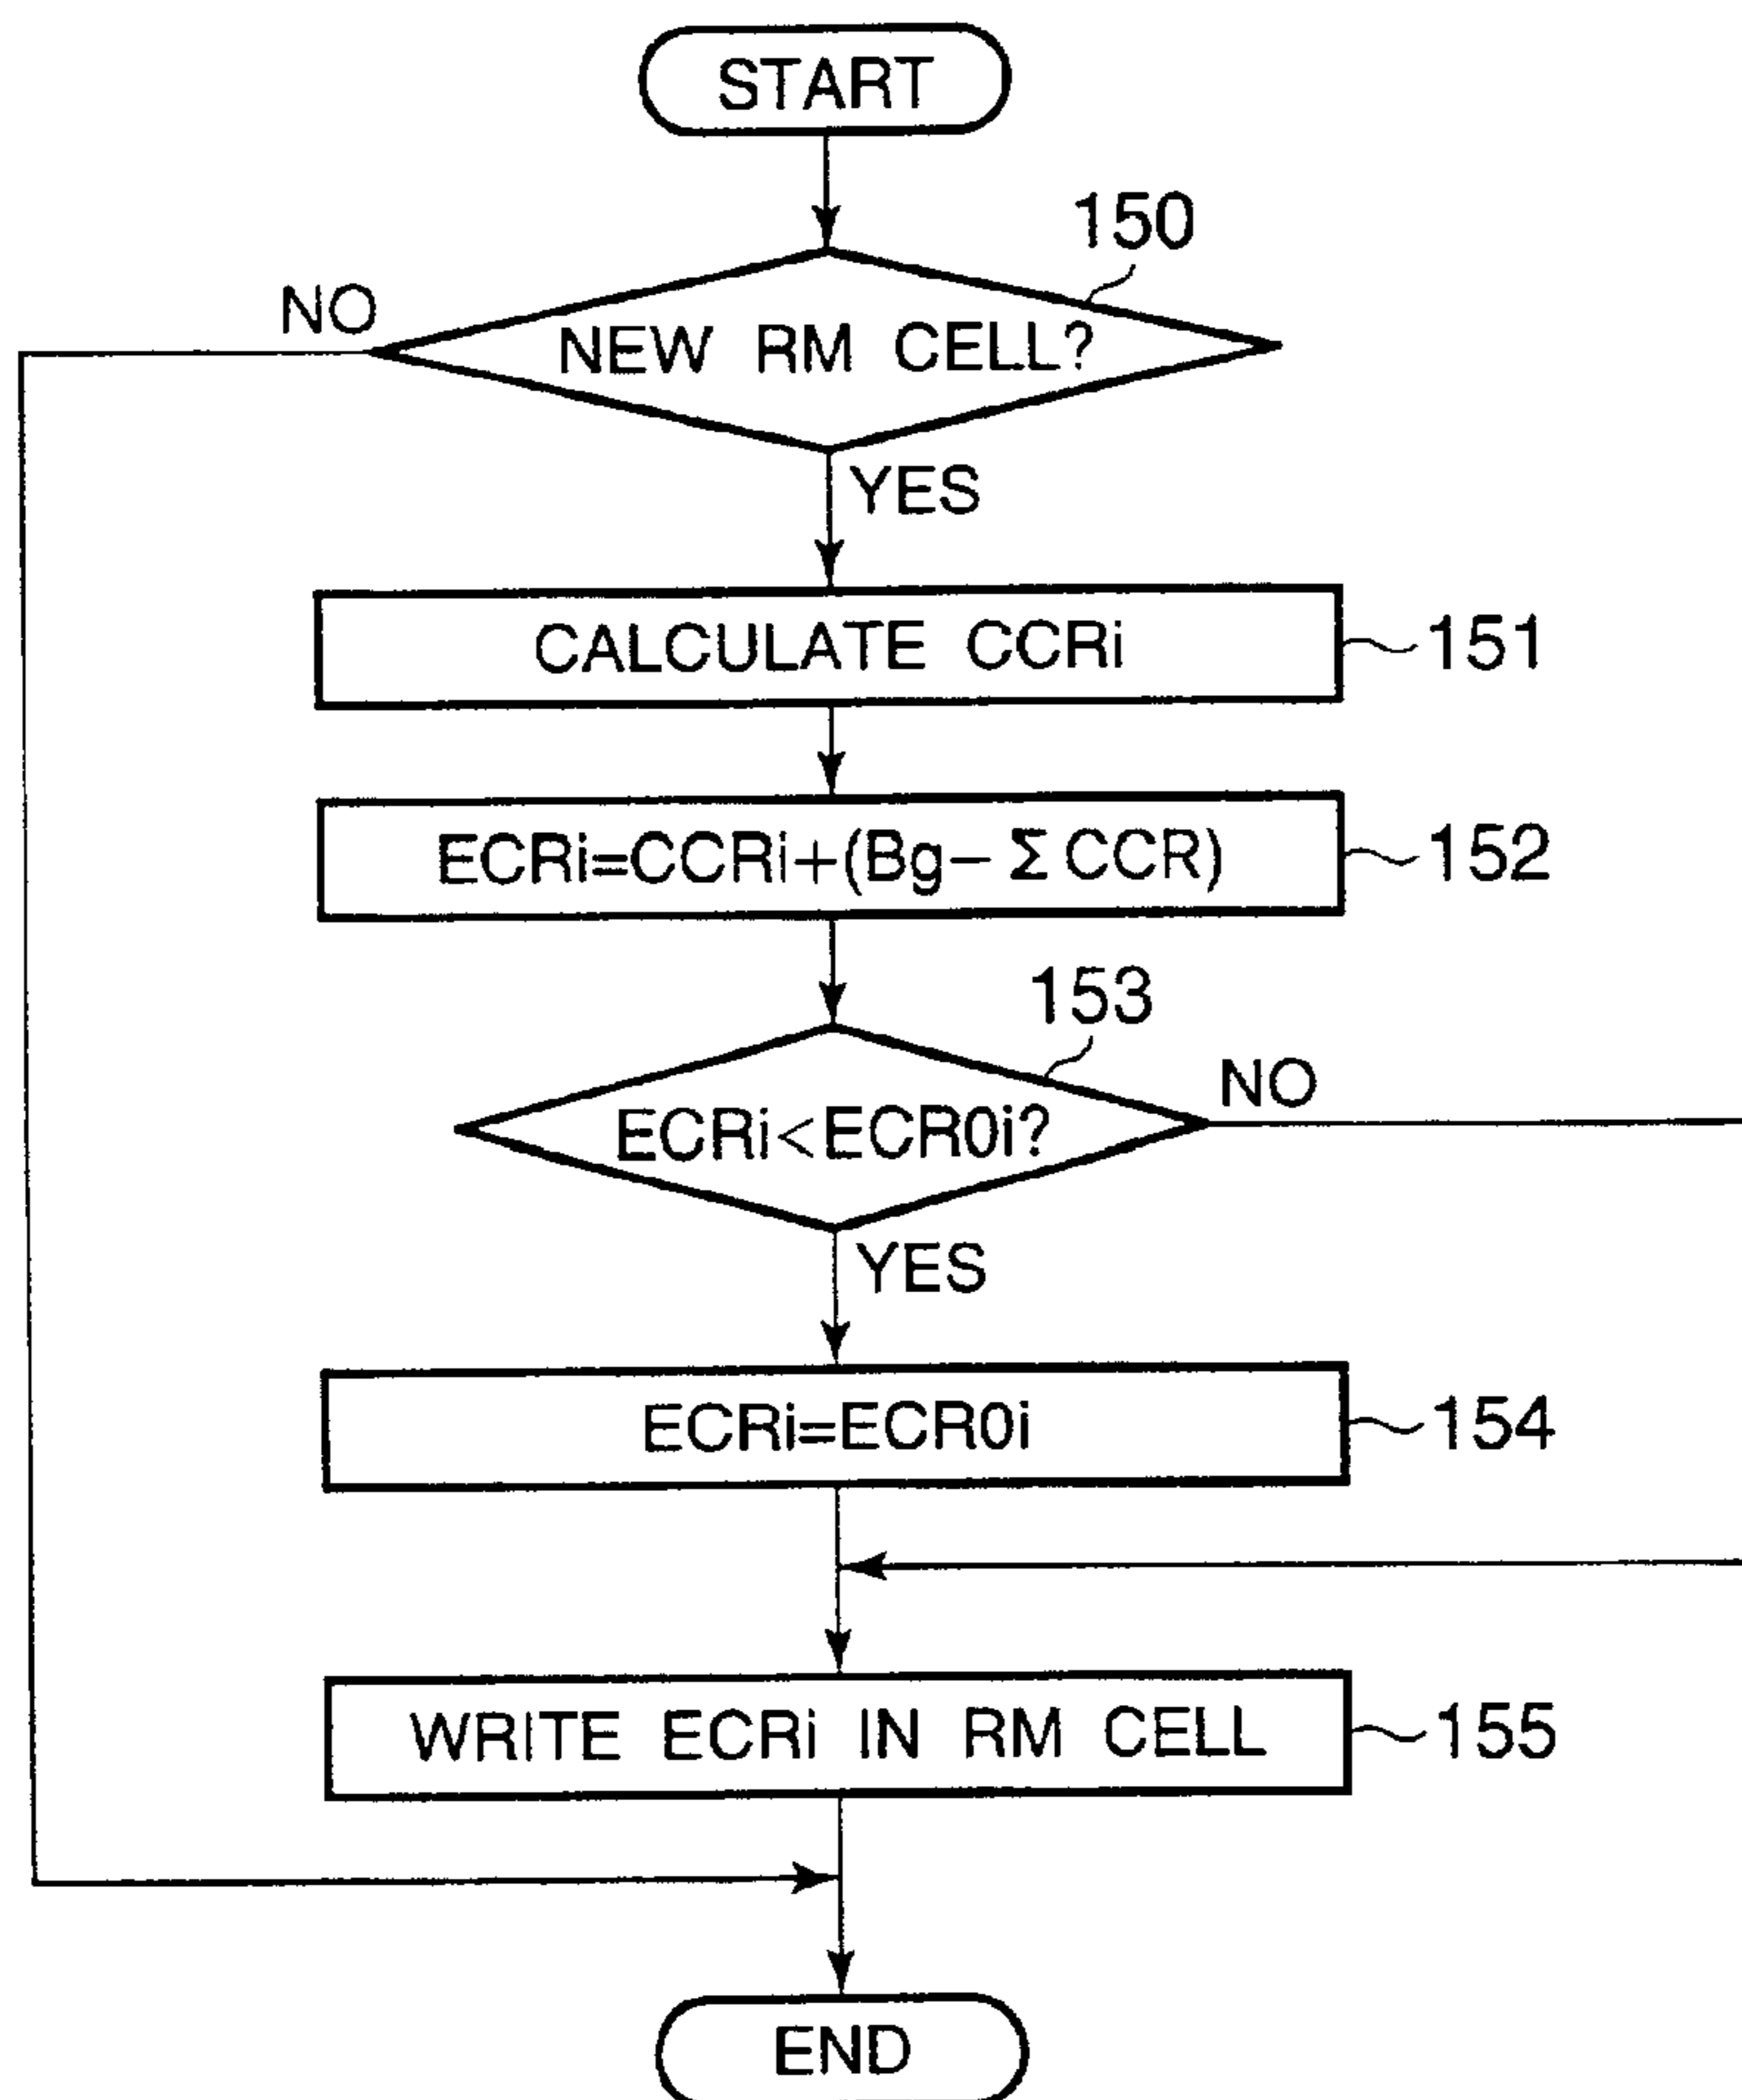 START
150
NO
NEW RM CELL?
YES
CALCULATE CCRi
151
ECRi=CCRi+(Bg-ΣCCR)
152
153
NO
ECRi<ECR0i?
YES
ECRi=ECR0i
154
WRITE ECRi IN RM CELL
155
END